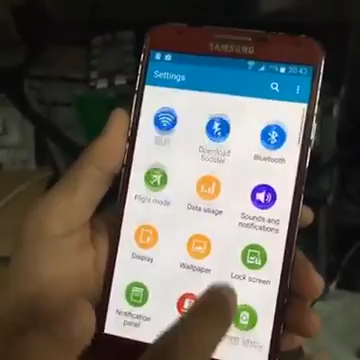 SAMSUNG
20:43
Settings
Wi-Fi
Download
booster
Bluetooth
Flight mode
Data usage
Sounds and
notifications
Display
Wallpaper
Lock screen
Notification
panel